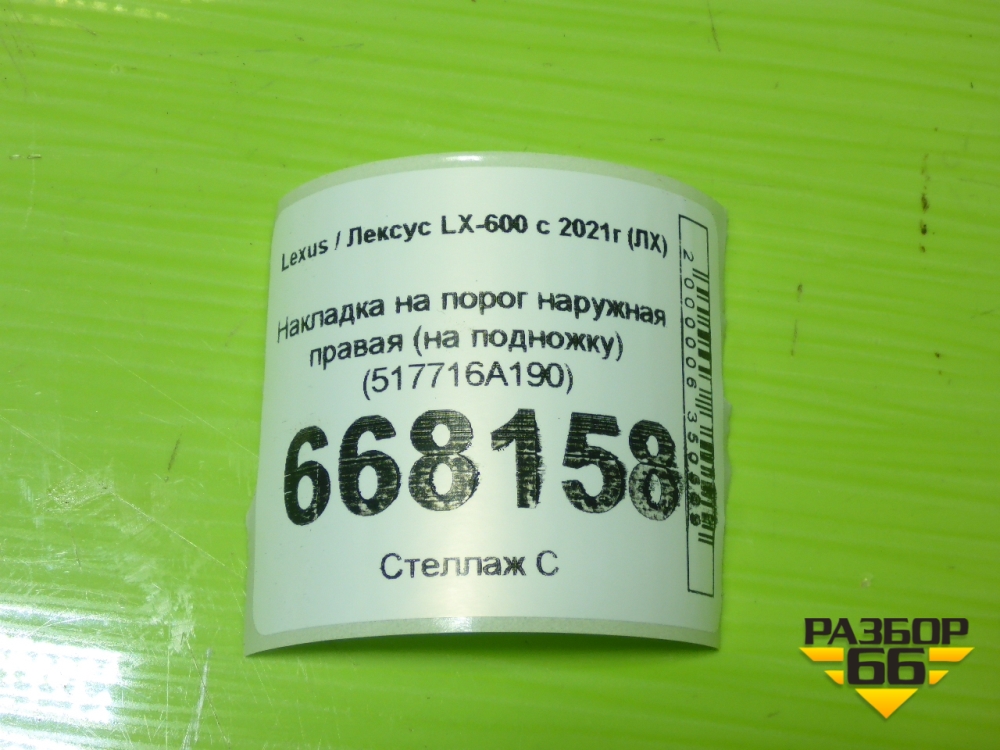 Lexus / Лексус LX-600 с 2021г (ЛХ)
Накладка на порог наружная
правая (на подножку)
(517716A190)
668158
Стеллаж С
РАЗБОР
66